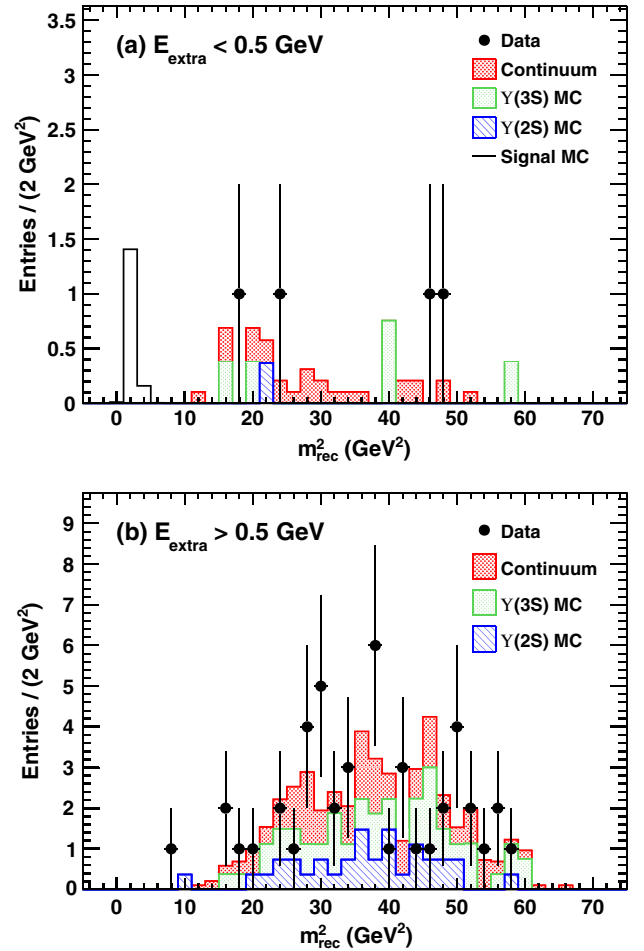 (a) E_extra < 0.5 GeV
Data
Continuum
ϒ(3S) MC
ϒ(2S) MC
Signal MC
Entries / (2 GeV²)
3.5
3
2.5
2
1.5
1
0.5
0
0 10 20 30 40 50 60 70
m²_rec (GeV²)
(b) E_extra > 0.5 GeV
Data
Continuum
ϒ(3S) MC
ϒ(2S) MC
Entries / (2 GeV²)
9
8
7
6
5
4
3
2
1
0
0 10 20 30 40 50 60 70
m²_rec (GeV²)